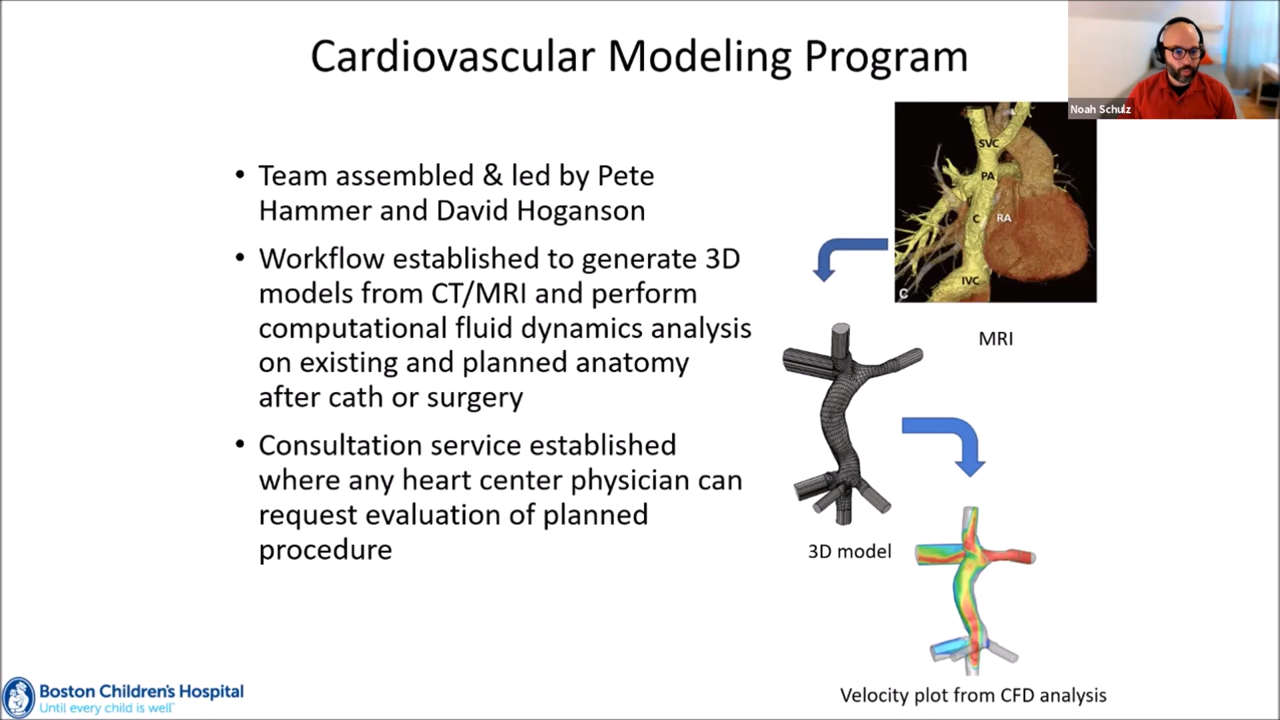 Cardiovascular Modeling Program
Noah Schulz
• Team assembled & led by Pete
Hammer and David Hoganson
• Workflow established to generate 3D
models from CT/MRI and perform
computational fluid dynamics analysis
on existing and planned anatomy
after cath or surgery
• Consultation service established
where any heart center physician can
request evaluation of planned
procedure
SVC
PA
C
RA
IVC
C
MRI
3D model
Velocity plot from CFD analysis
Boston Children's Hospital
Until every child is well™